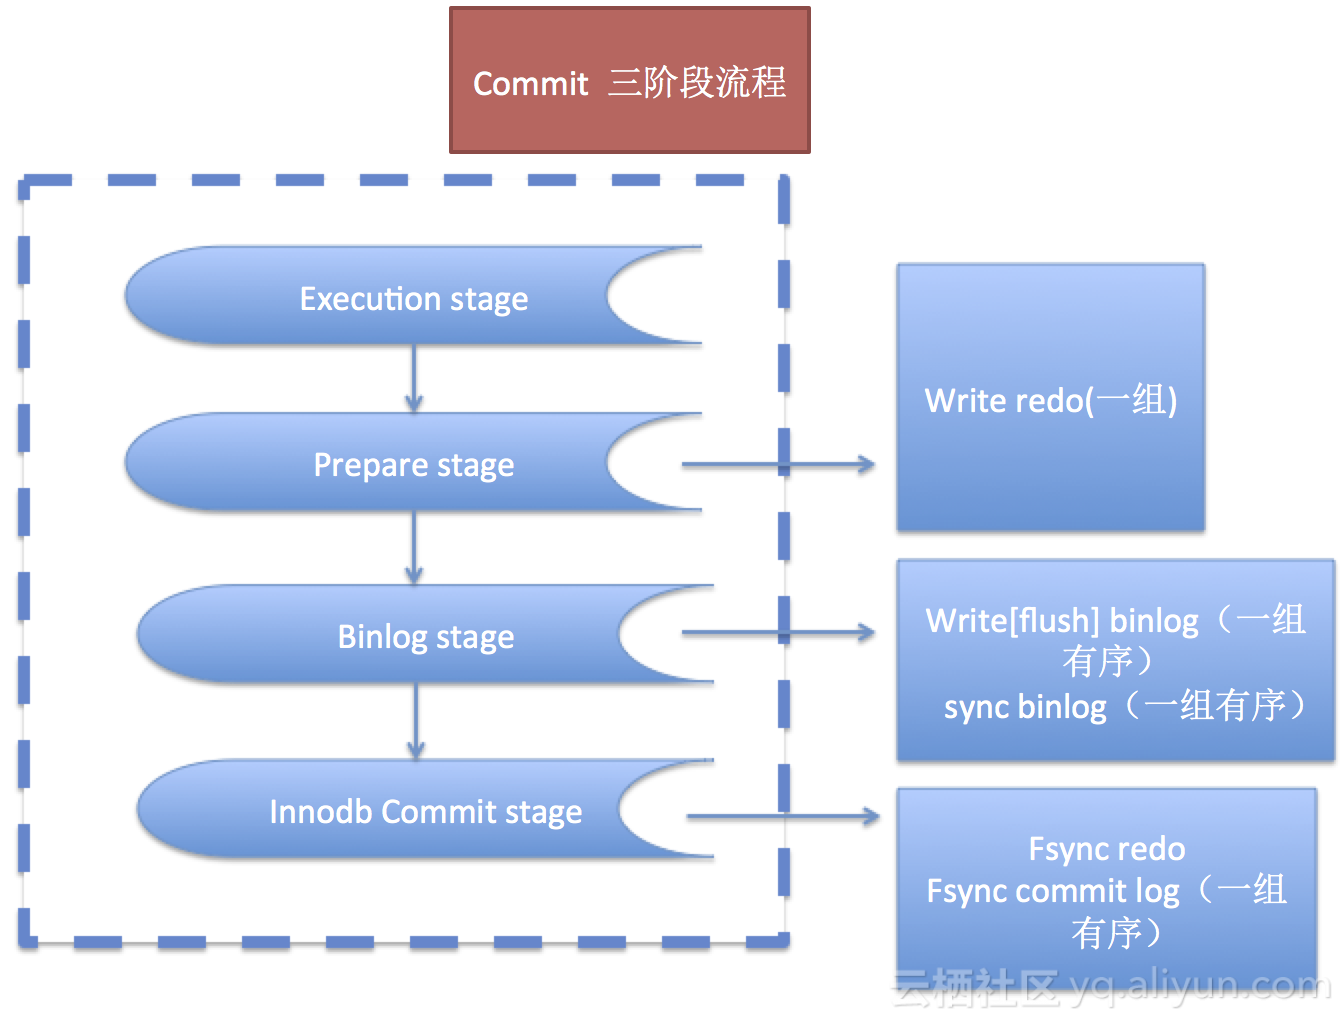 Commit 三阶段流程
Execution stage
Prepare stage
Write redo(一组)
Binlog stage
Write[flush] binlog（一组
有序）
sync binlog（一组有序）
Innodb Commit stage
Fsync redo
Fsync commit log（一组
有序）
云栖社区 yq.aliyun.com